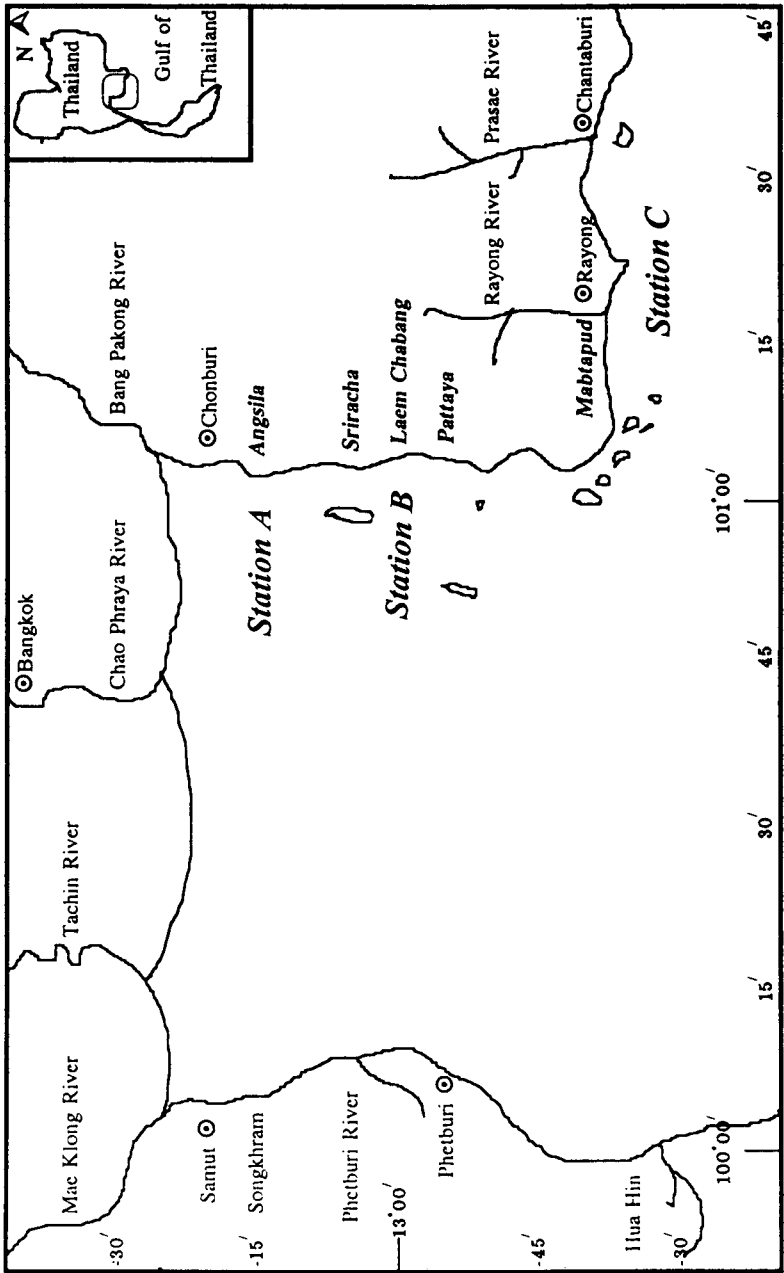 N
Thailand
Gulf of
Thailand
Mae Klong River
Tachin River
Bangkok
Chao Phraya River
Bang Pakong River
Samut
Songkhram
Chonburi
Station A
Angsila
Phetburi River
Sriracha
Phetburi
Station B
Laem Chabang
Pattaya
Rayong River
Prasae River
Hua Hin
Mabtapud
Rayong
Chantaburi
Station C
-30′
-15′
13°00′
-45′
-30′
100°00′
15′
30′
45′
101°00′
15′
30′
45′